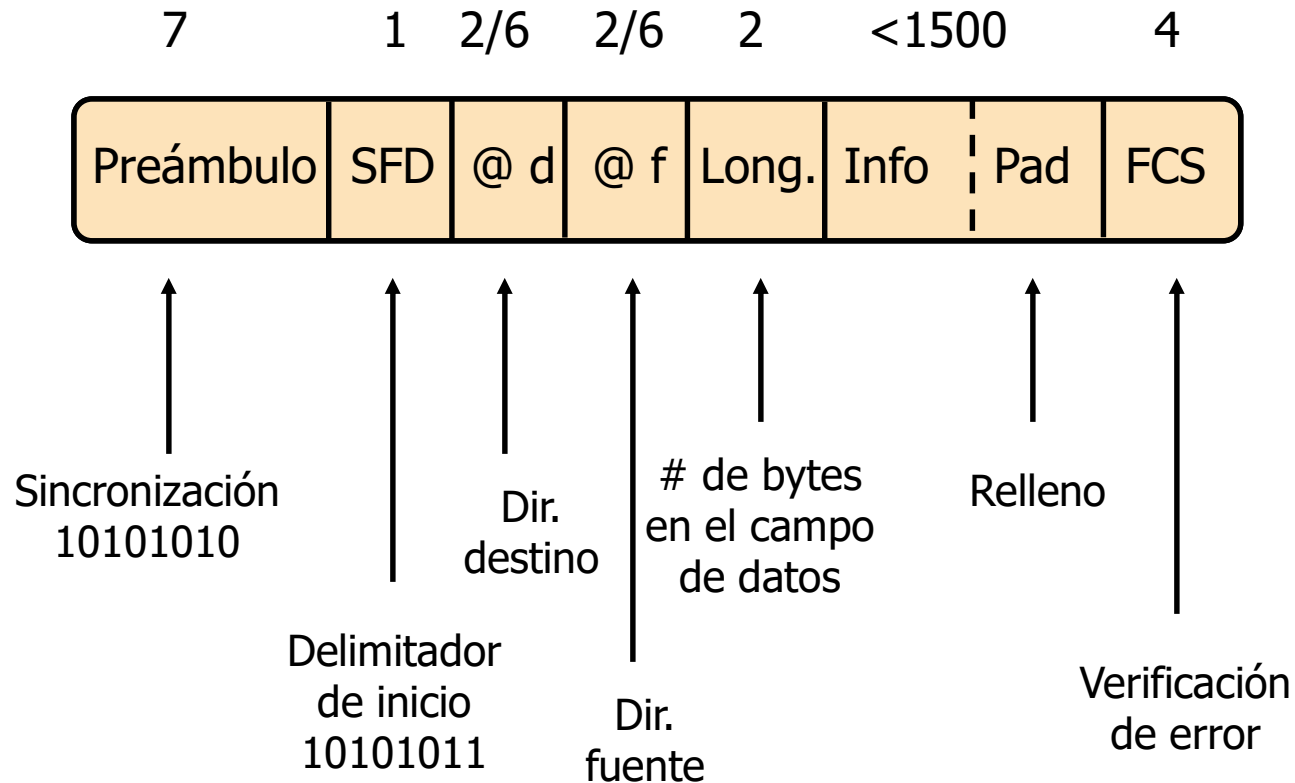 7 1 2/6 2/6 2 <1500 4
Preámbulo SFD @ d @ f Long. Info Pad FCS
Sincronización
10101010
Delimitador
de inicio
10101011
Dir.
destino
Dir.
fuente
# de bytes
en el campo
de datos
Relleno
Verificación
de error